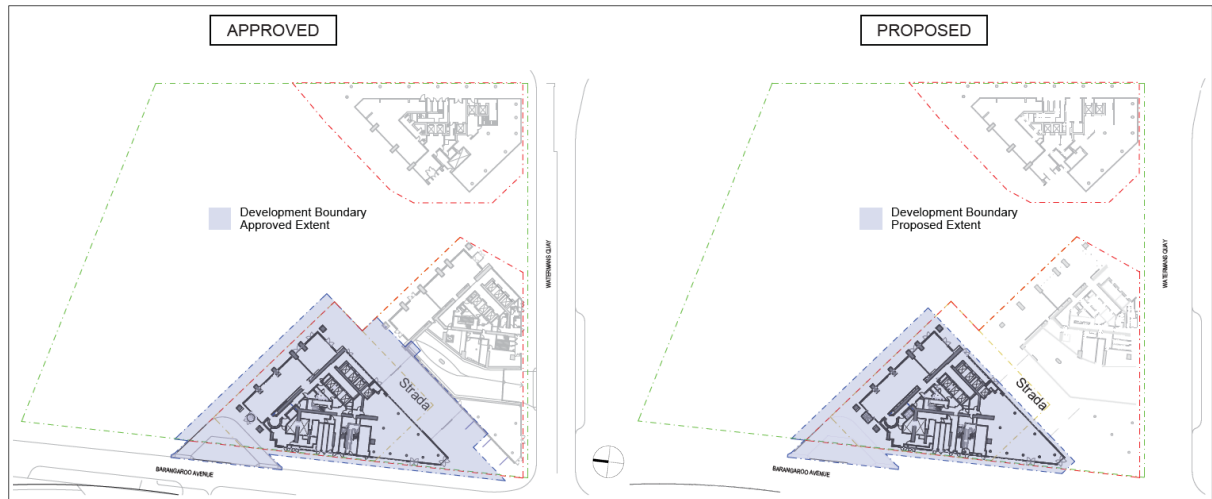 APPROVED
PROPOSED
Development Boundary
Approved Extent
Development Boundary
Proposed Extent
WATERMANS QUAY
WATERMANS QUAY
Strada
Strada
BARANGAROO AVENUE
BARANGAROO AVENUE